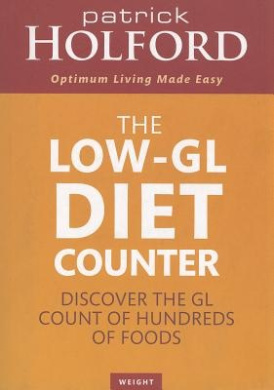 patrick
HOLFORD
Optimum Living Made Easy
THE
LOW-GL
DIET
COUNTER
DISCOVER THE GL
COUNT OF HUNDREDS
OF FOODS
WEIGHT